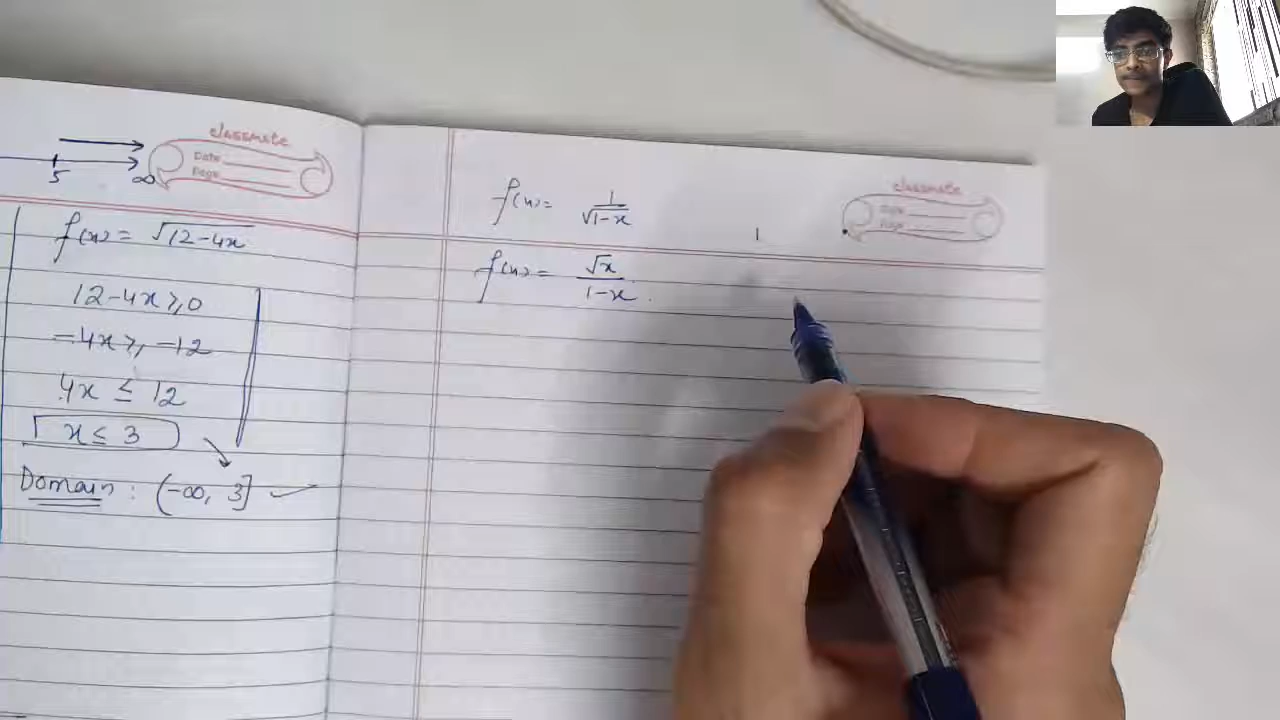 classmate
Date
Page
5 ∞
f(x) = √12-4x
12-4x ≥ 0
-4x ≥ -12
4x ≤ 12
x ≤ 3
Domain : (-∞, 3]
classmate
Date
Page
f(x) = 1/√1-x
1
f(x) = √x/1-x